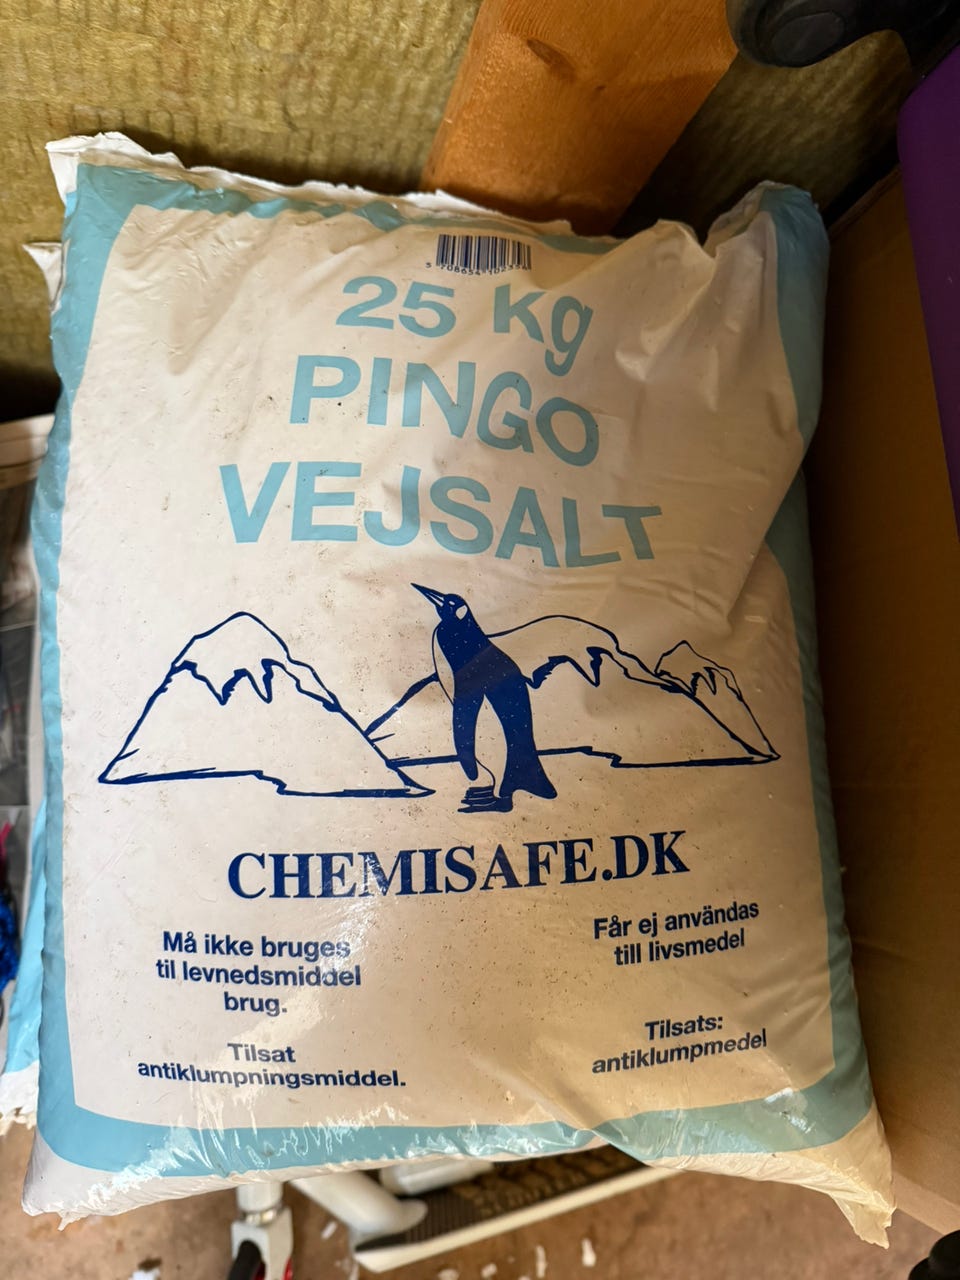 25 Kg
PINGO
VEJSALT
CHEMISAFE.DK
Må ikke bruges
til levnedsmiddel
brug.
Tilsat
antiklumpningsmiddel.
Får ej användas
till livsmedel
Tilsats:
antiklumpmedel